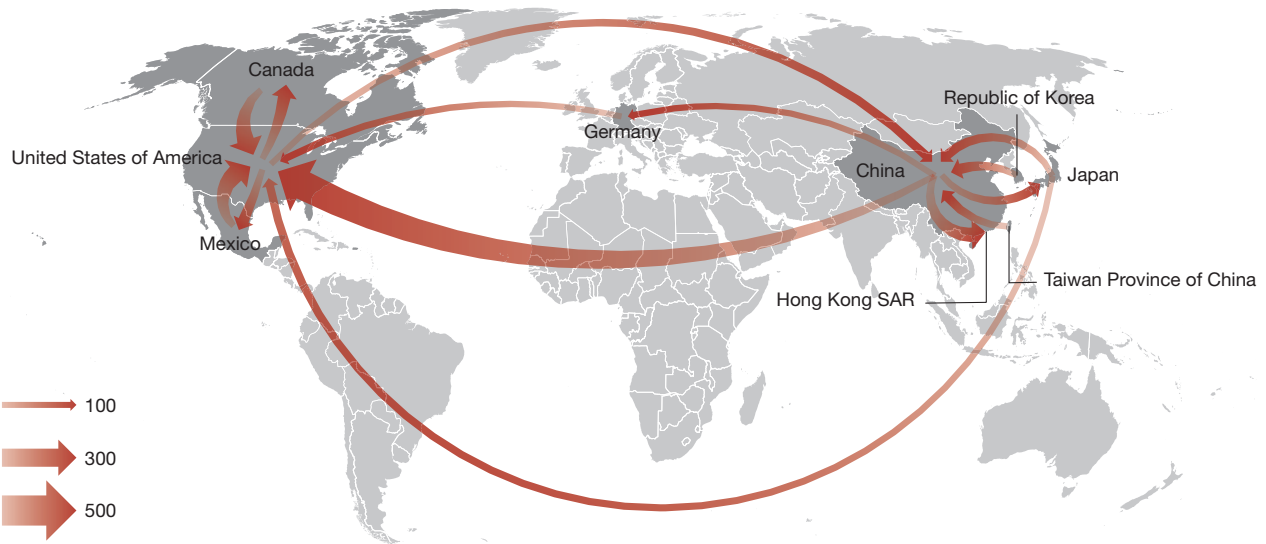 Canada
Republic of Korea
Germany
United States of America
China
Japan
Mexico
Taiwan Province of China
Hong Kong SAR
100
300
500